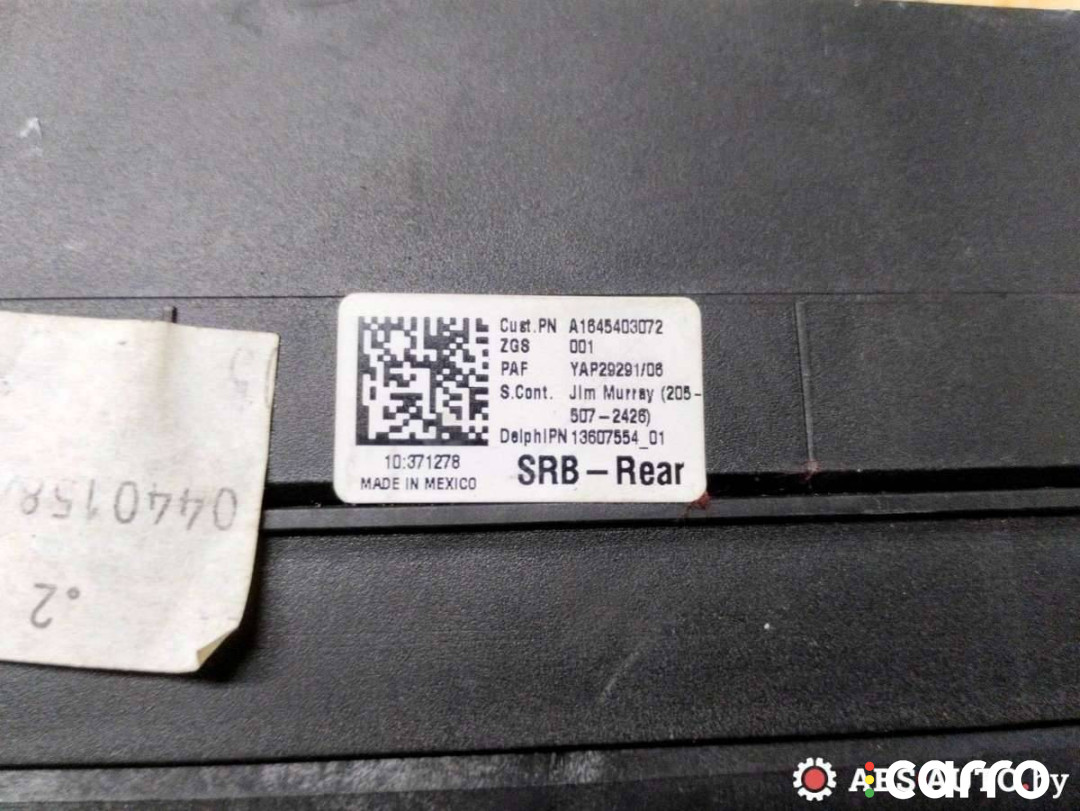 Cust.PN A1645403072
ZGS 001
PAF YAP29291/06
S.Cont. Jim Murray (205-
507-2426)
DelphiPN 13607554_01
10:371278
MADE IN MEXICO
SRB-Rear
0440158
.2
carro